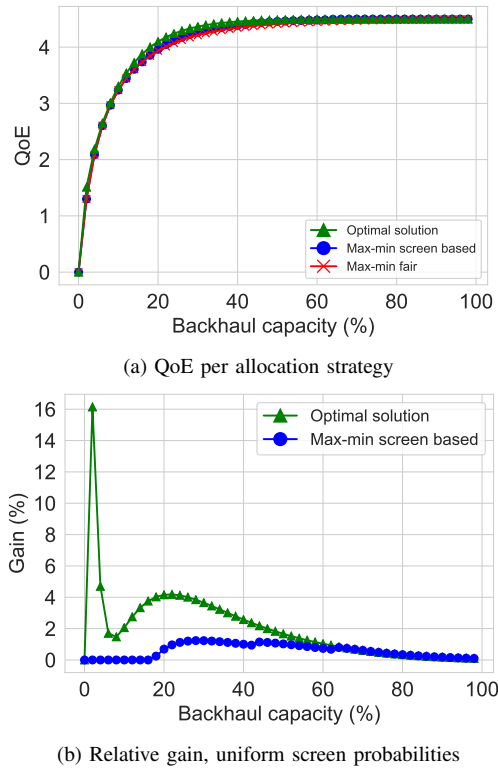 4
3
2
1
0
QoE
Optimal solution
Max-min screen based
Max-min fair
0 20 40 60 80 100
Backhaul capacity (%)
(a) QoE per allocation strategy
16
14
12
10
8
6
4
2
0
Gain (%)
Optimal solution
Max-min screen based
0 20 40 60 80 100
Backhaul capacity (%)
(b) Relative gain, uniform screen probabilities